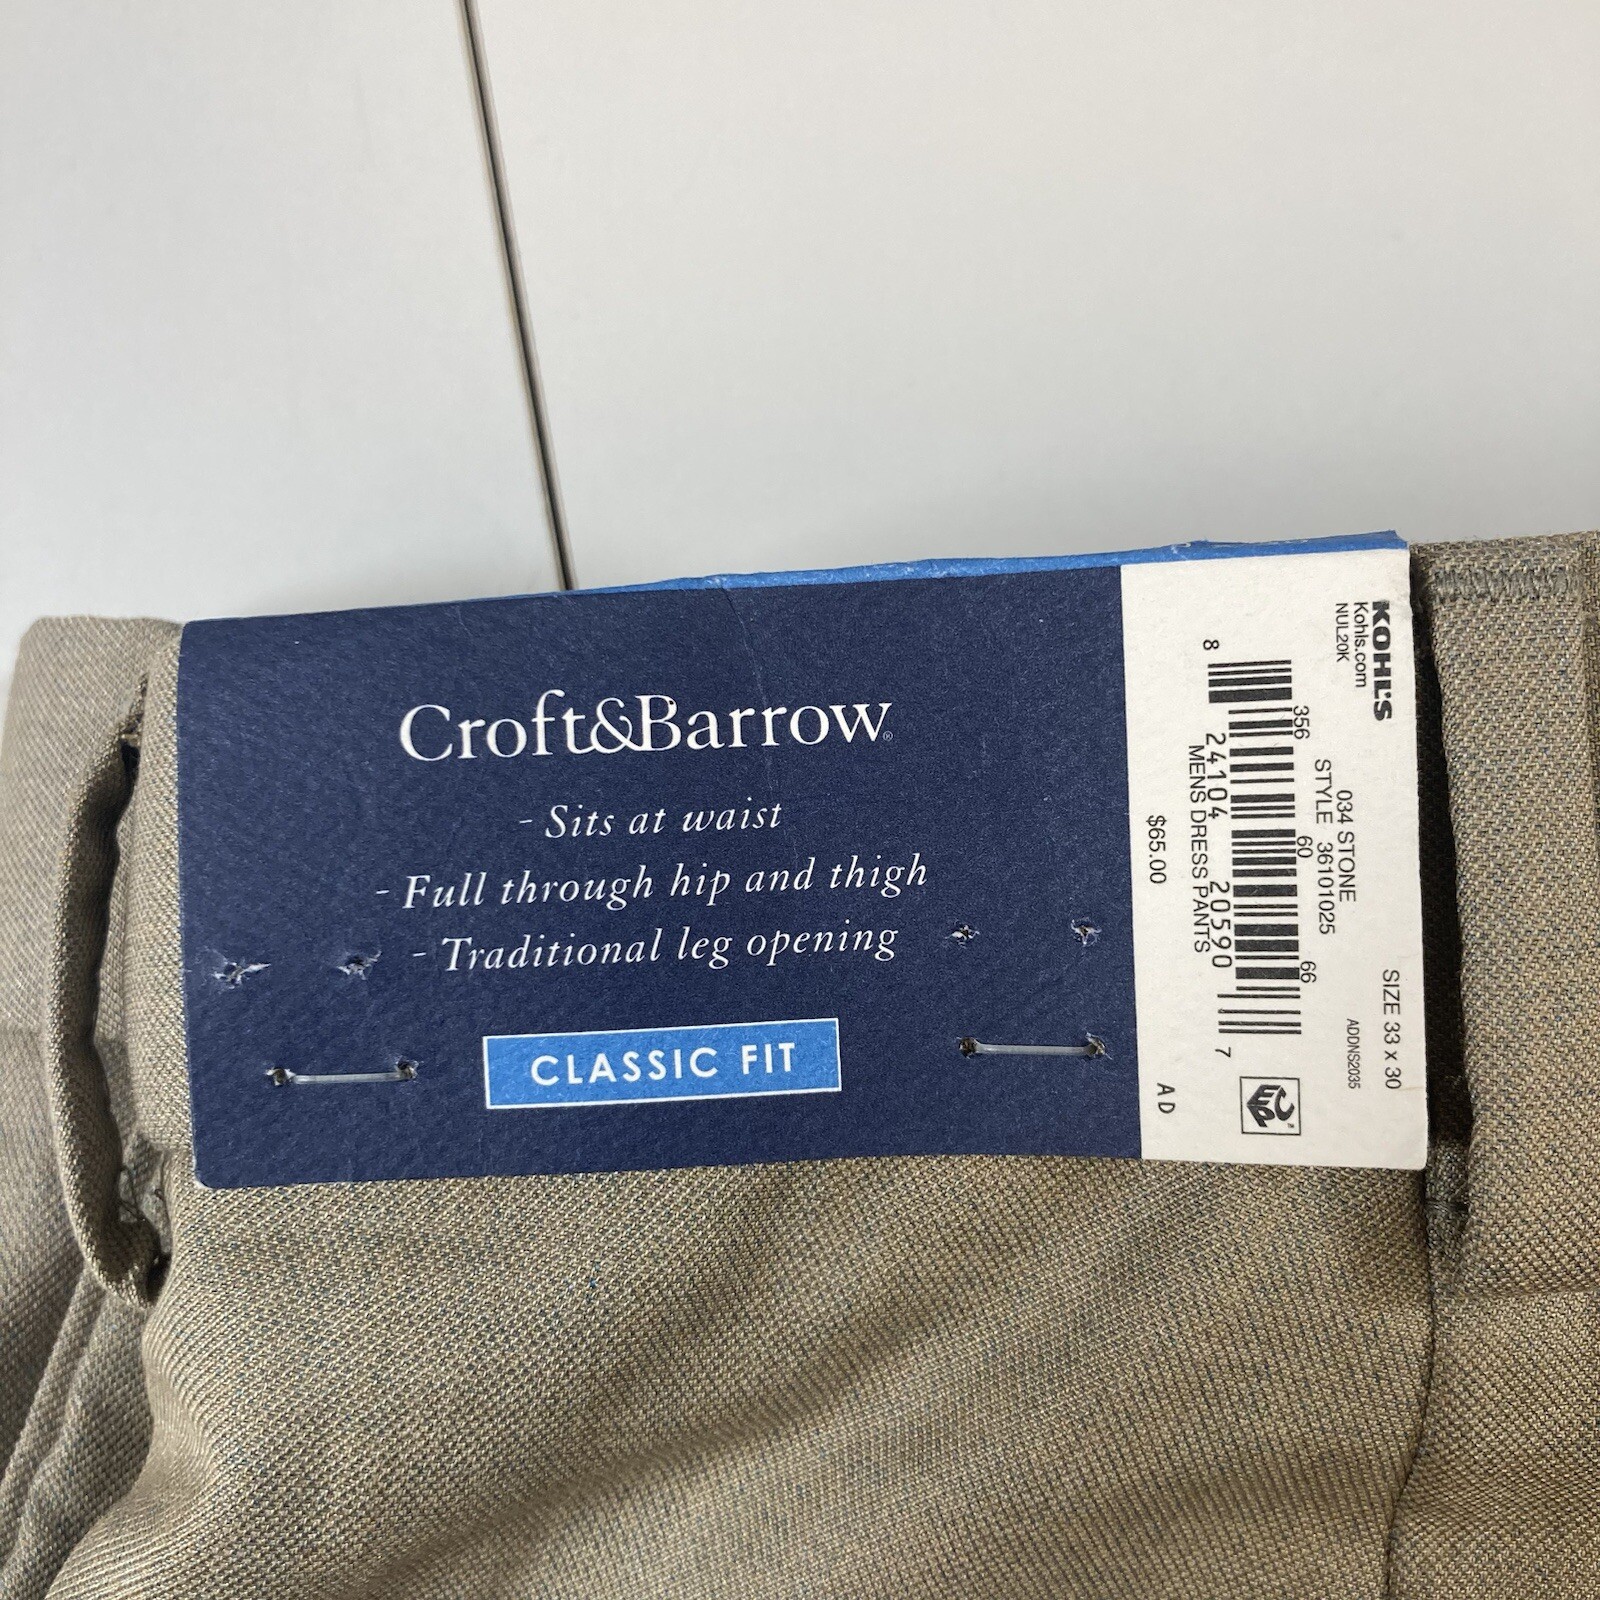 Croft&Barrow®
- Sits at waist
- Full through hip and thigh
- Traditional leg opening
CLASSIC FIT
KOHL'S
Kohls.com
NUL20K
SIZE 33 x 30
034 STONE
ADDNS2035
STYLE 36101025
356 60 66
8 24104 20590 7
MENS DRESS PANTS
$65.00
AD